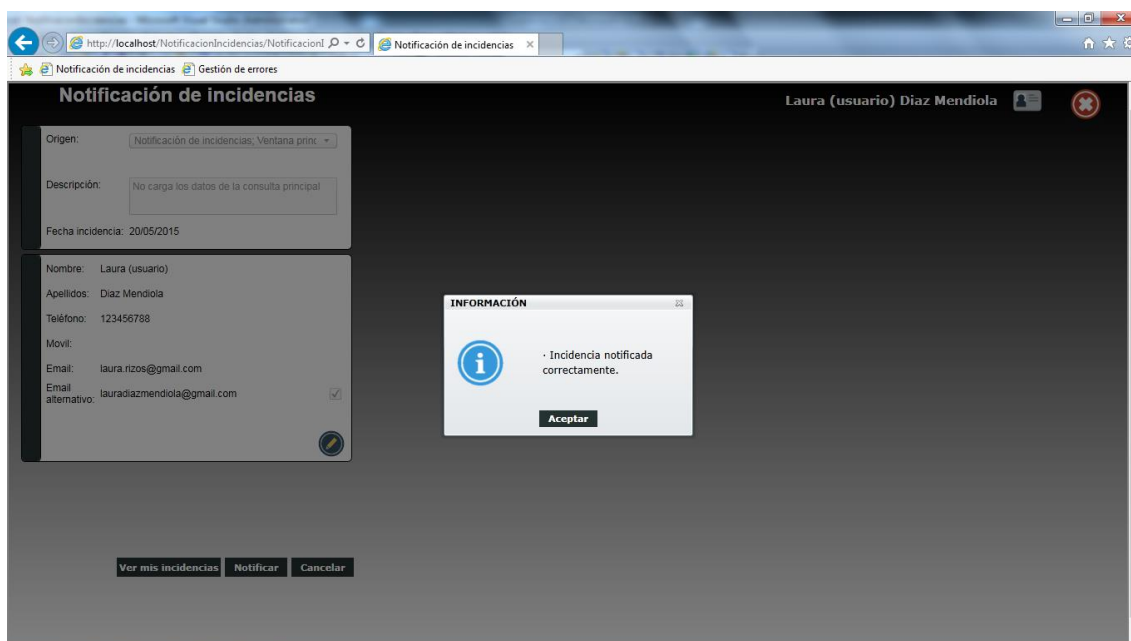 http://localhost/NotificacionIncidencias/NotificacionI
Notificación de incidencias
Notificación de incidencias
Gestión de errores
Notificación de incidencias
Laura (usuario) Diaz Mendiola
Origen:
Notificación de incidencias; Ventana princ
Descripción:
No carga los datos de la consulta principal
Fecha incidencia: 20/05/2015
Nombre: Laura (usuario)
Apellidos: Diaz Mendiola
Teléfono: 123456788
Movil:
Email: laura.rizos@gmail.com
Email
alternativo: lauradiazmendiola@gmail.com
INFORMACIÓN
· Incidencia notificada
correctamente.
Aceptar
Ver mis incidencias
Notificar
Cancelar